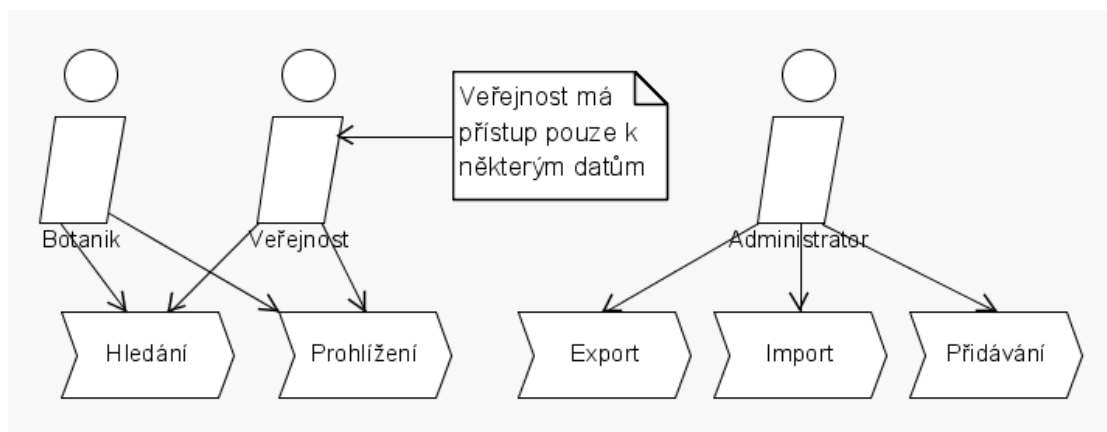 Veřejnost má
přístup pouze k
některým datům
Botanik
Veřejnost
Administrator
Hledání
Prohlížení
Export
Import
Přidávání